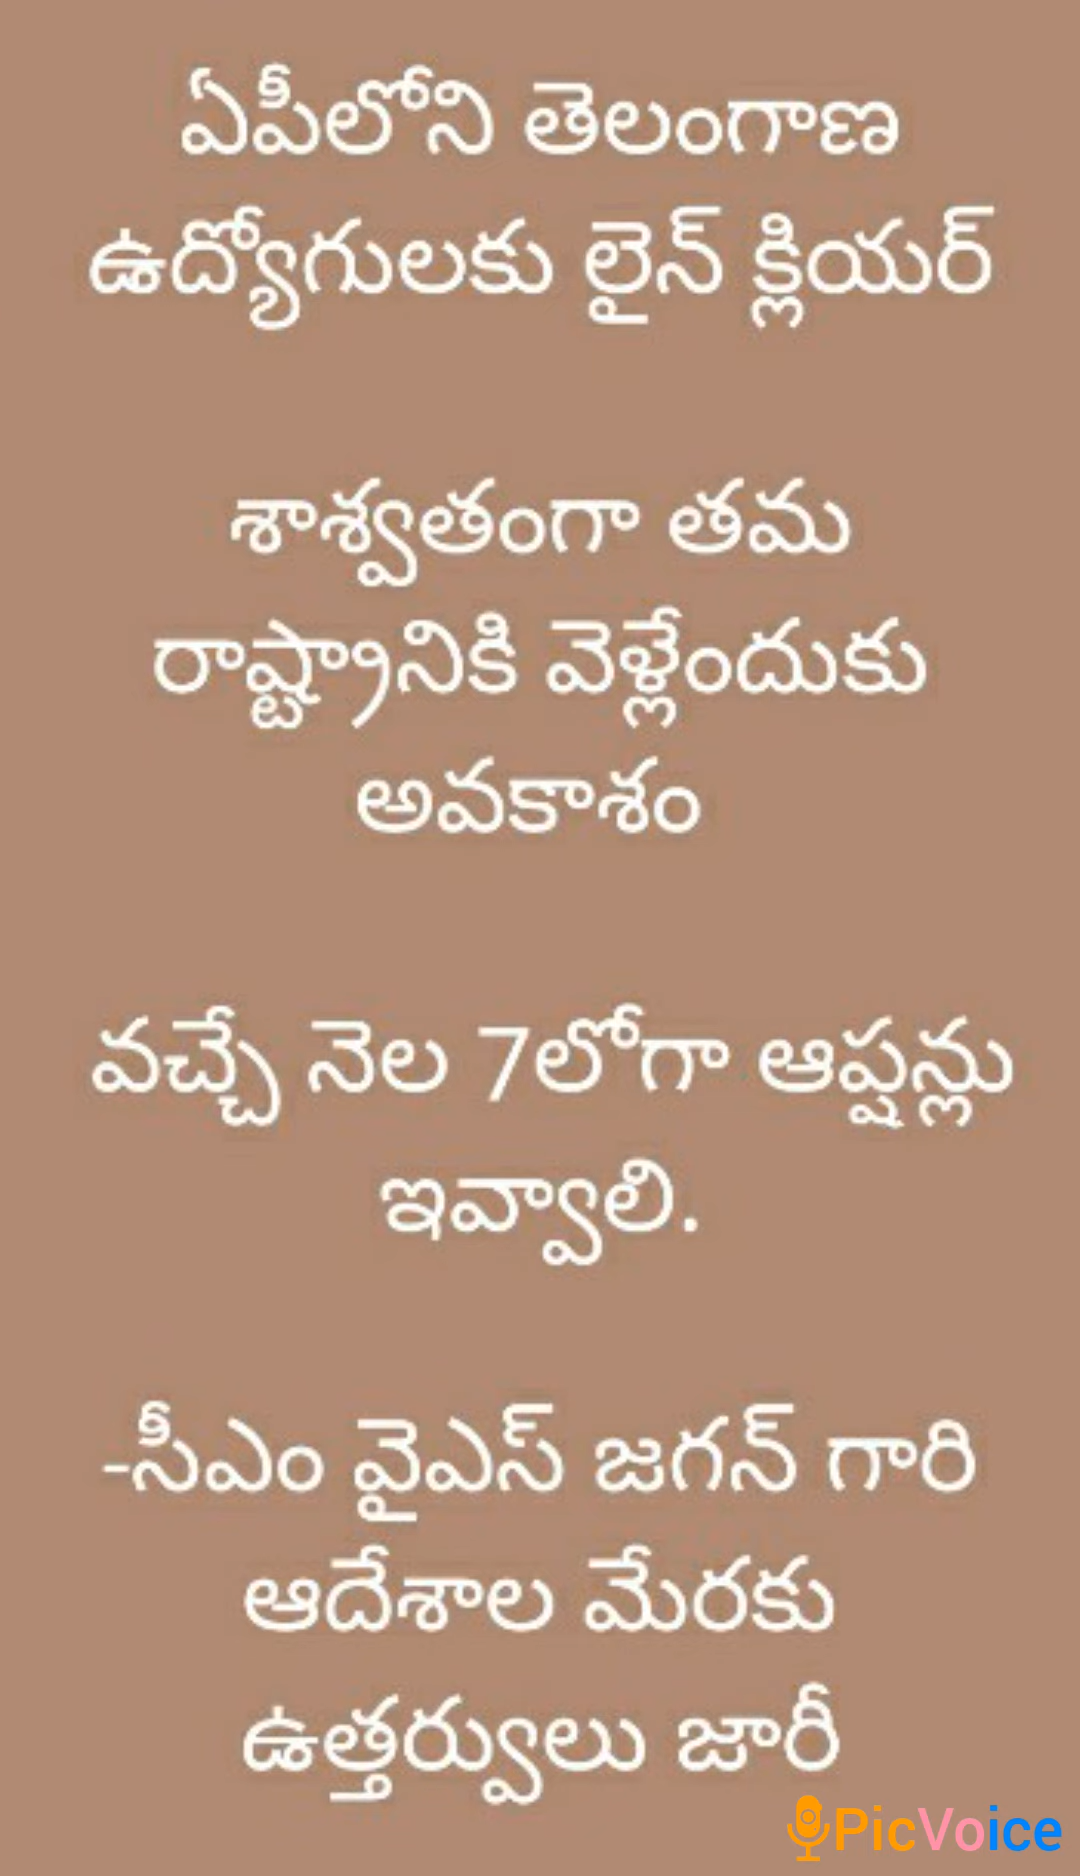 ఏపీలోని తెలంగాణ
ఉద్యోగులకు లైన్ క్లియర్
శాశ్వతంగా తమ
రాష్ట్రానికి వెళ్లేందుకు
అవకాశం
వచ్చే నెల 7లోగా ఆప్షన్లు
ఇవ్వాలి.
-సీఎం వైఎస్ జగన్ గారి
ఆదేశాల మేరకు
ఉత్తర్వులు జారీ
PicVoice